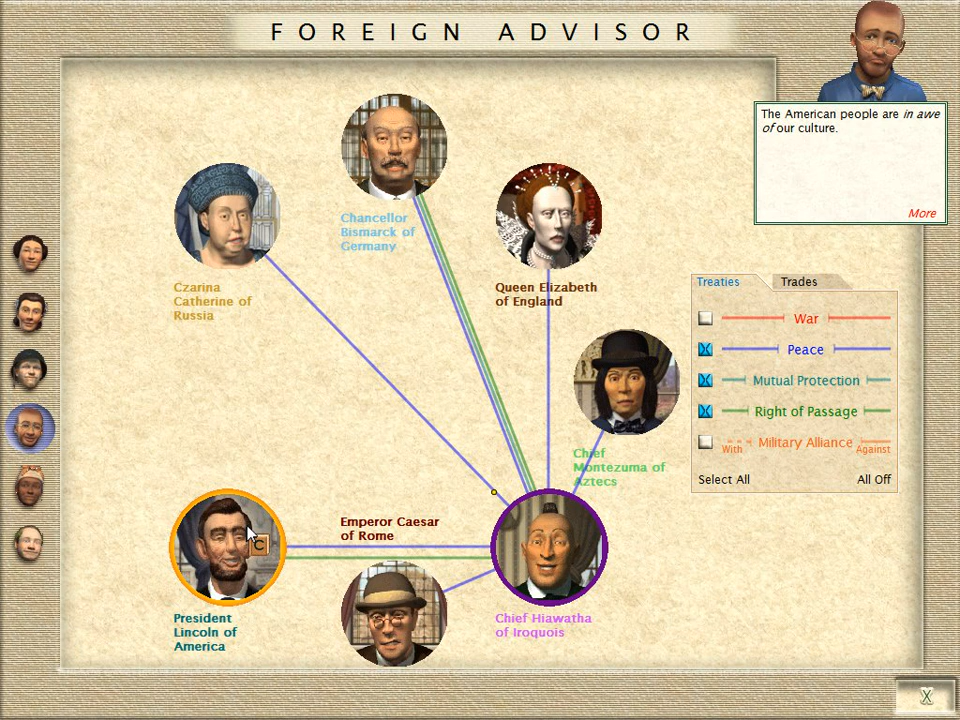 FOREIGN ADVISOR
The American people are in awe
of our culture.
More
Chancellor
Bismarck of
Germany
Czarina
Catherine of
Russia
Queen Elizabeth
of England
Treaties
Trades
War
Peace
Mutual Protection
Right of Passage
Military Alliance
With
Against
Select All
All Off
Chief
Montezuma of
Aztecs
Emperor Caesar
of Rome
C
President
Lincoln of
America
Chief Hiawatha
of Iroquois
X